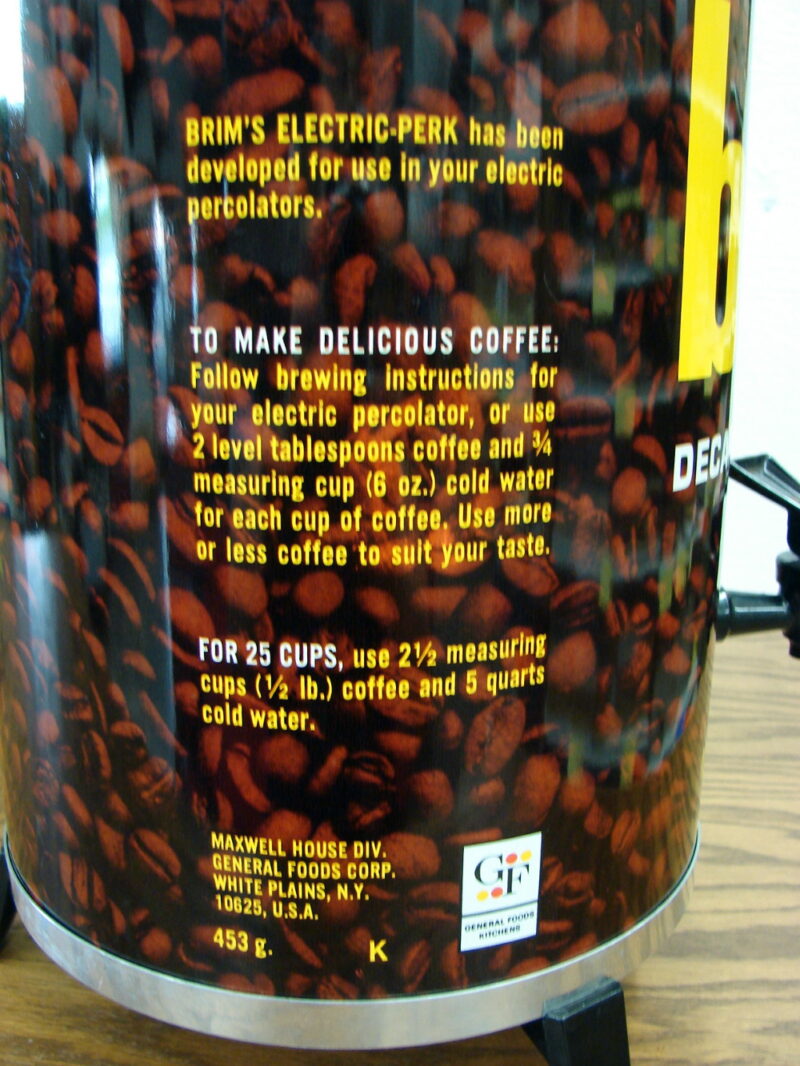 BRIM'S ELECTRIC-PERK has been
developed for use in your electric
percolators.
TO MAKE DELICIOUS COFFEE:
Follow brewing instructions for
your electric percolator, or use
2 level tablespoons coffee and ¾
measuring cup (6 oz.) cold water
for each cup of coffee. Use more
or less coffee to suit your taste.
FOR 25 CUPS, use 2½ measuring
cups (½ lb.) coffee and 5 quarts
cold water.
MAXWELL HOUSE DIV.
GENERAL FOODS CORP.
WHITE PLAINS, N.Y.
10625, U.S.A.
453 g.
K
GF
GENERAL FOODS
KITCHENS
b
DECA